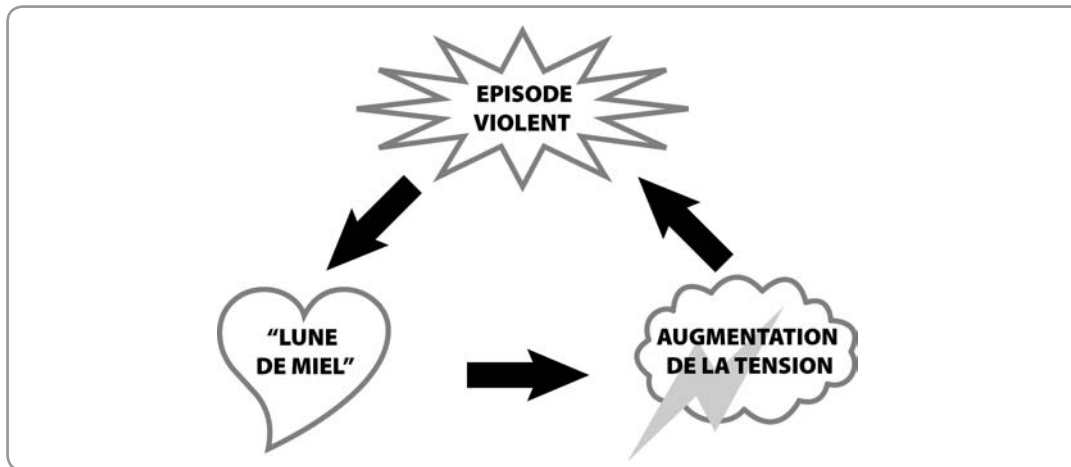 EPISODE
VIOLENT
“LUNE
DE MIEL”
AUGMENTATION
DE LA TENSION